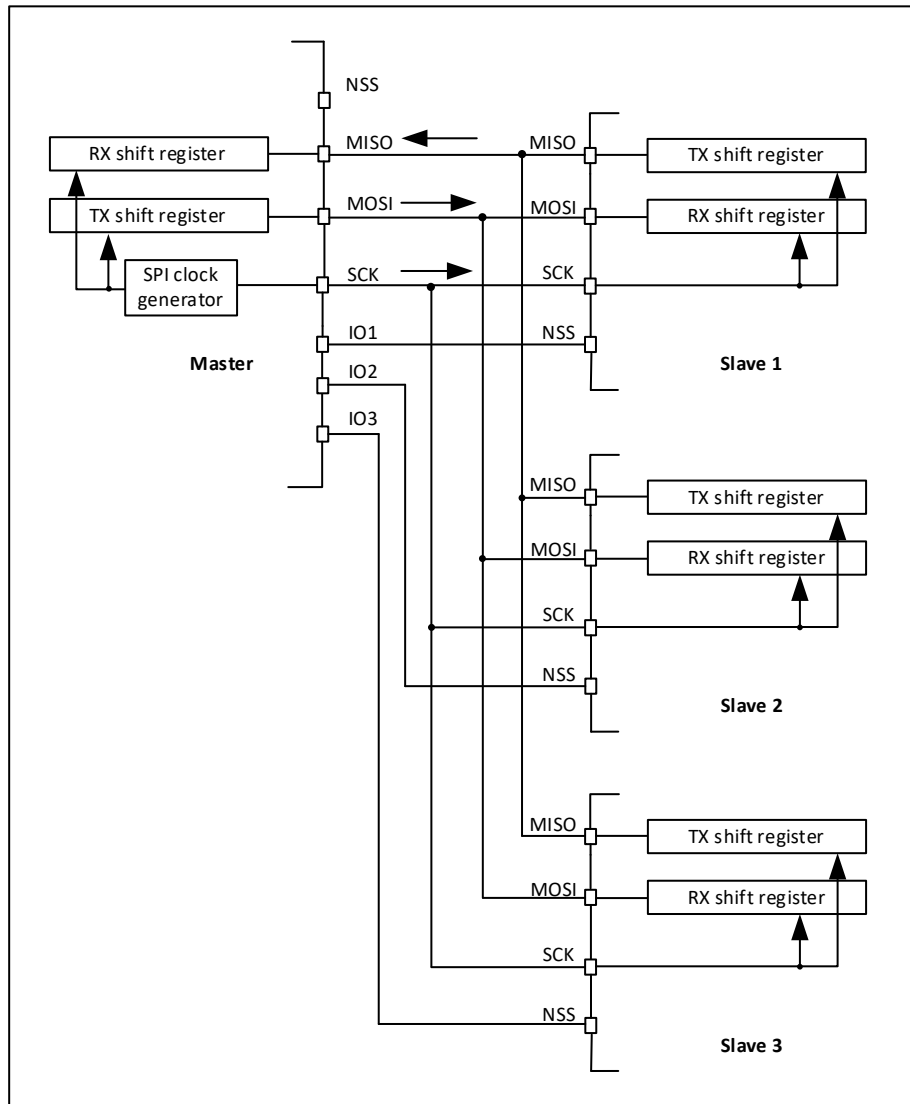 NSS
MISO
MISO
RX shift register
TX shift register
MOSI
MOSI
TX shift register
RX shift register
SCK
SCK
SPI clock
generator
IO1
NSS
Master
Slave 1
IO2
IO3
MISO
TX shift register
MOSI
RX shift register
SCK
NSS
Slave 2
MISO
TX shift register
MOSI
RX shift register
SCK
NSS
Slave 3